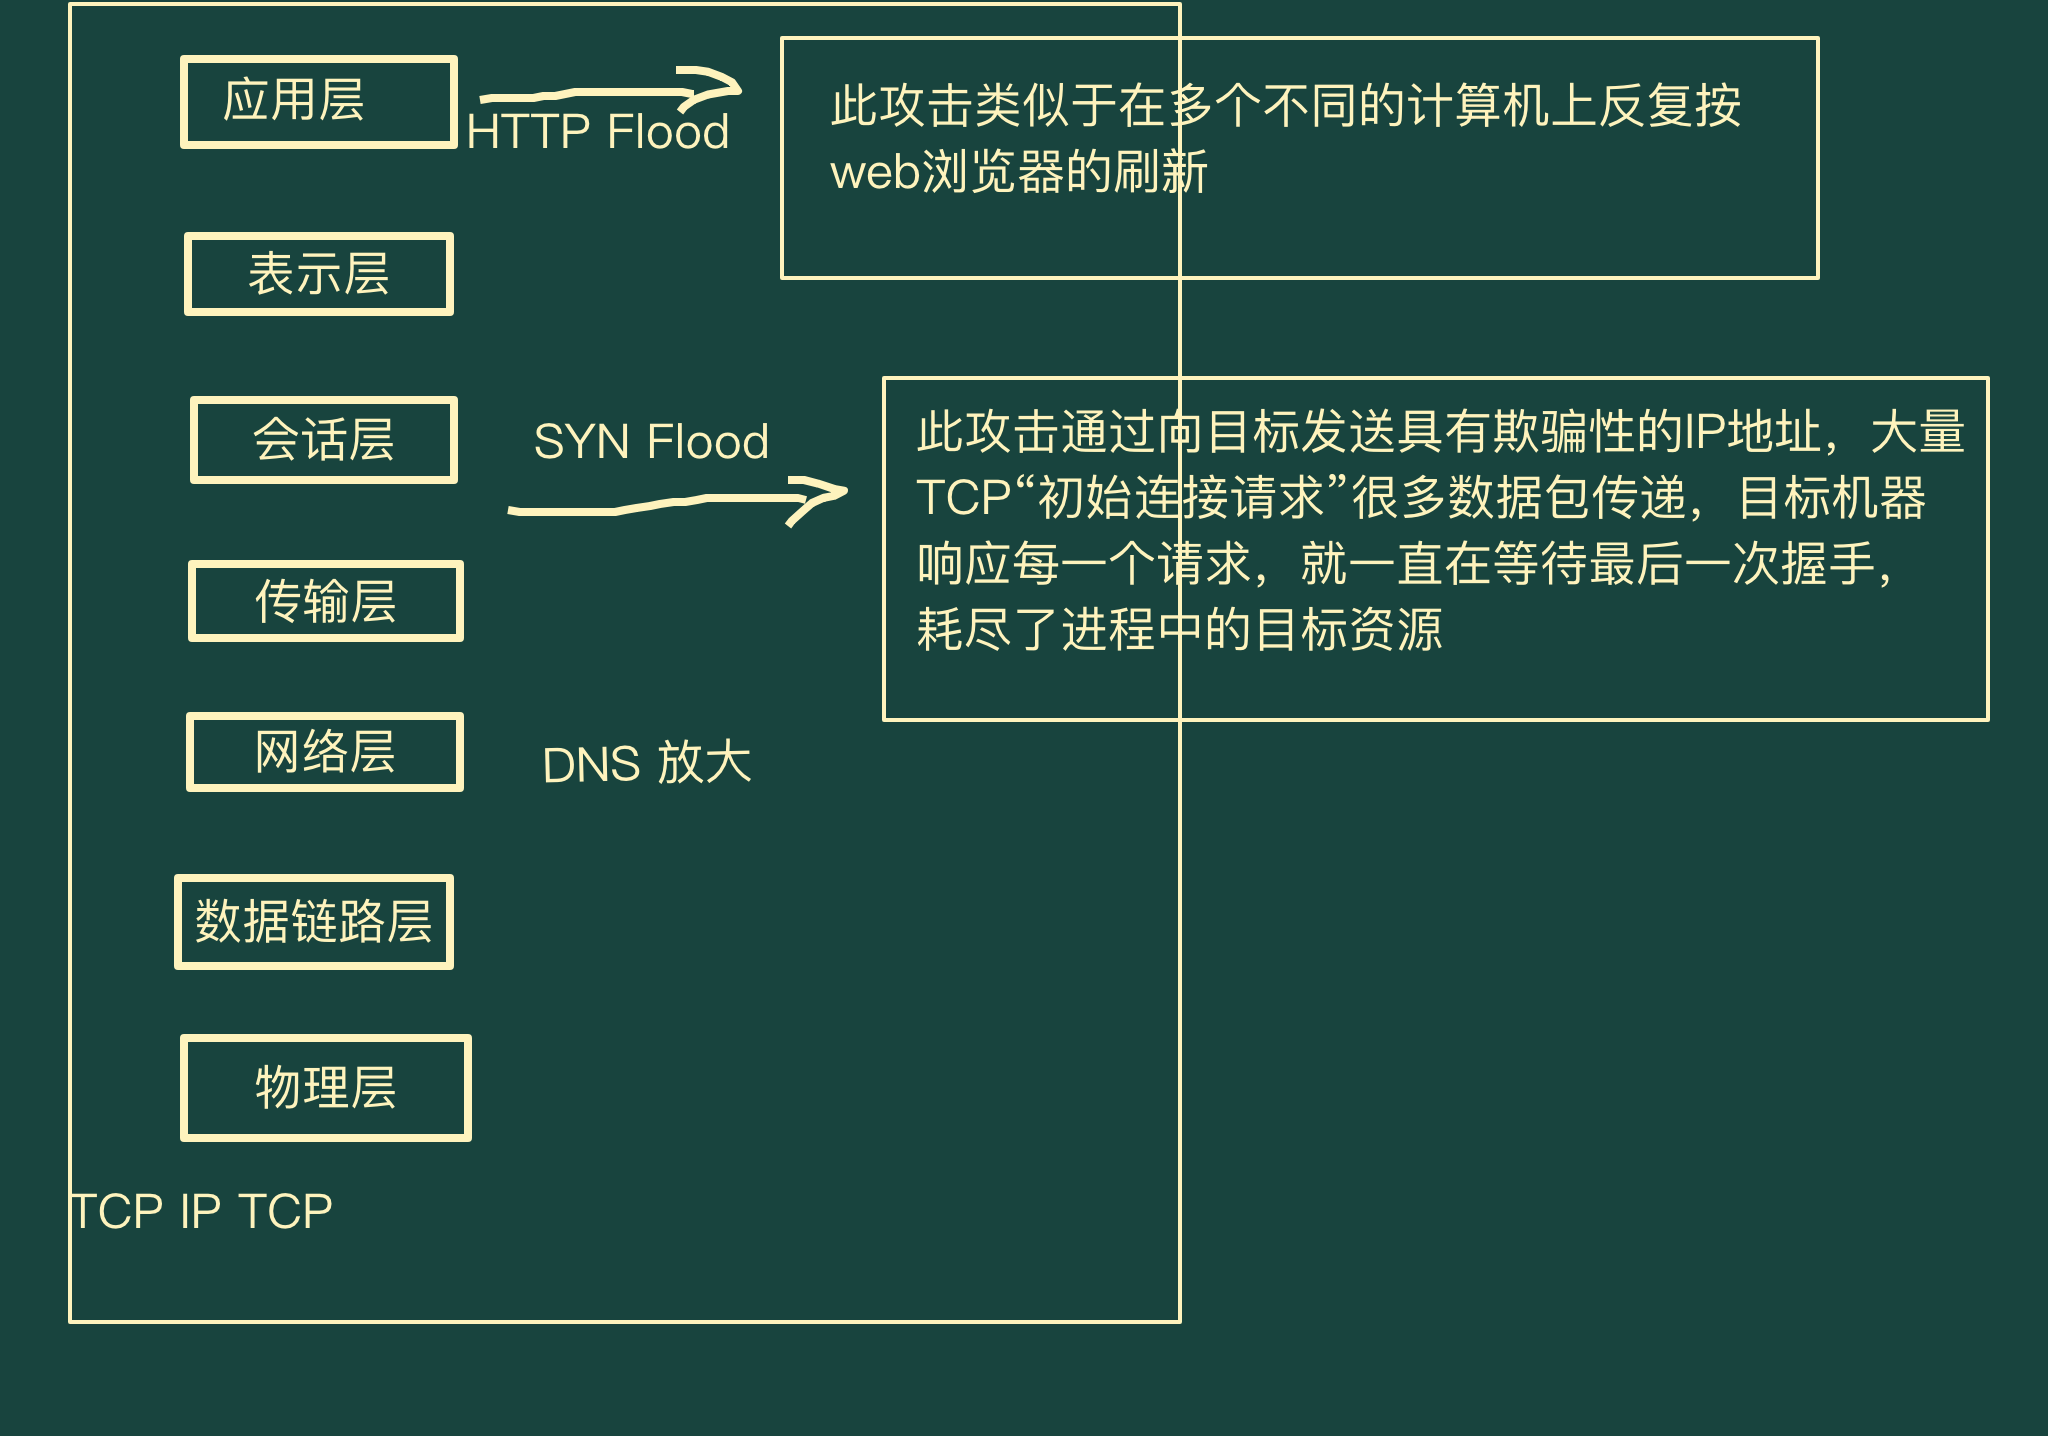 应用层
HTTP Flood
此攻击类似于在多个不同的计算机上反复按
web浏览器的刷新
表示层
会话层
SYN Flood
此攻击通过向目标发送具有欺骗性的IP地址，大量
TCP“初始连接请求”很多数据包传递，目标机器
响应每一个请求，就一直在等待最后一次握手，
耗尽了进程中的目标资源
传输层
网络层
DNS 放大
数据链路层
物理层
TCP IP TCP